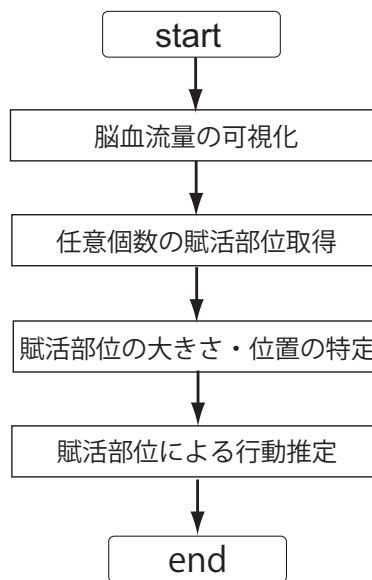 start
脳血流量の可視化
任意個数の賦活部位取得
賦活部位の大きさ・位置の特定
賦活部位による行動推定
end